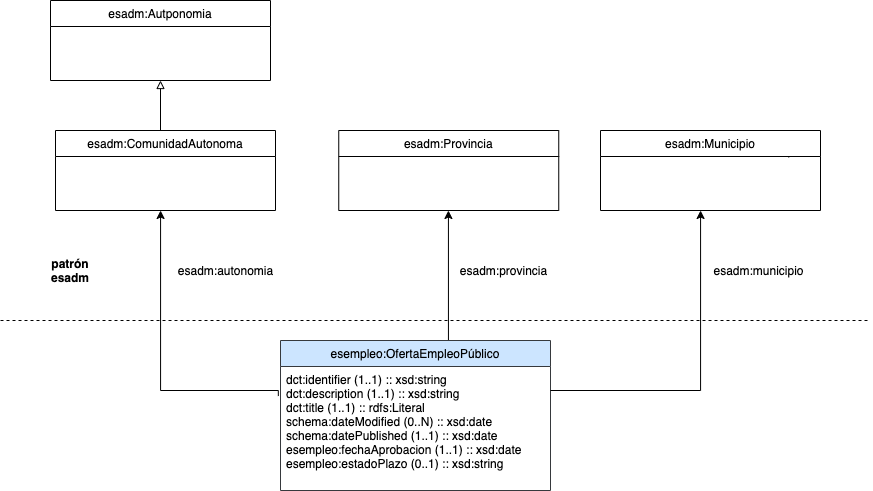 esadm:Autponomia
esadm:ComunidadAutonoma
esadm:Provincia
esadm:Municipio
patrón
esadm
esadm:autonomia
esadm:provincia
esadm:municipio
esempleo:OfertaEmpleoPúblico
dct:identifier (1..1) :: xsd:string
dct:description (1..1) :: xsd:string
dct:title (1..1) :: rdfs:Literal
schema:dateModified (0..N) :: xsd:date
schema:datePublished (1..1) :: xsd:date
esempleo:fechaAprobacion (1..1) :: xsd:date
esempleo:estadoPlazo (0..1) :: xsd:string